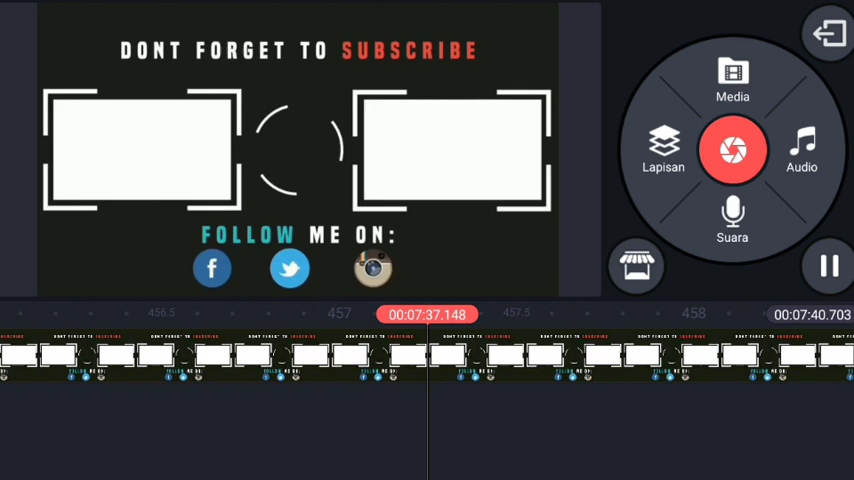 DONT FORGET TO SUBSCRIBE
FOLLOW ME ON:
Media
Lapisan
Audio
Suara
456.5
457
00:07:37.148
457.5
458
00:07:40.703